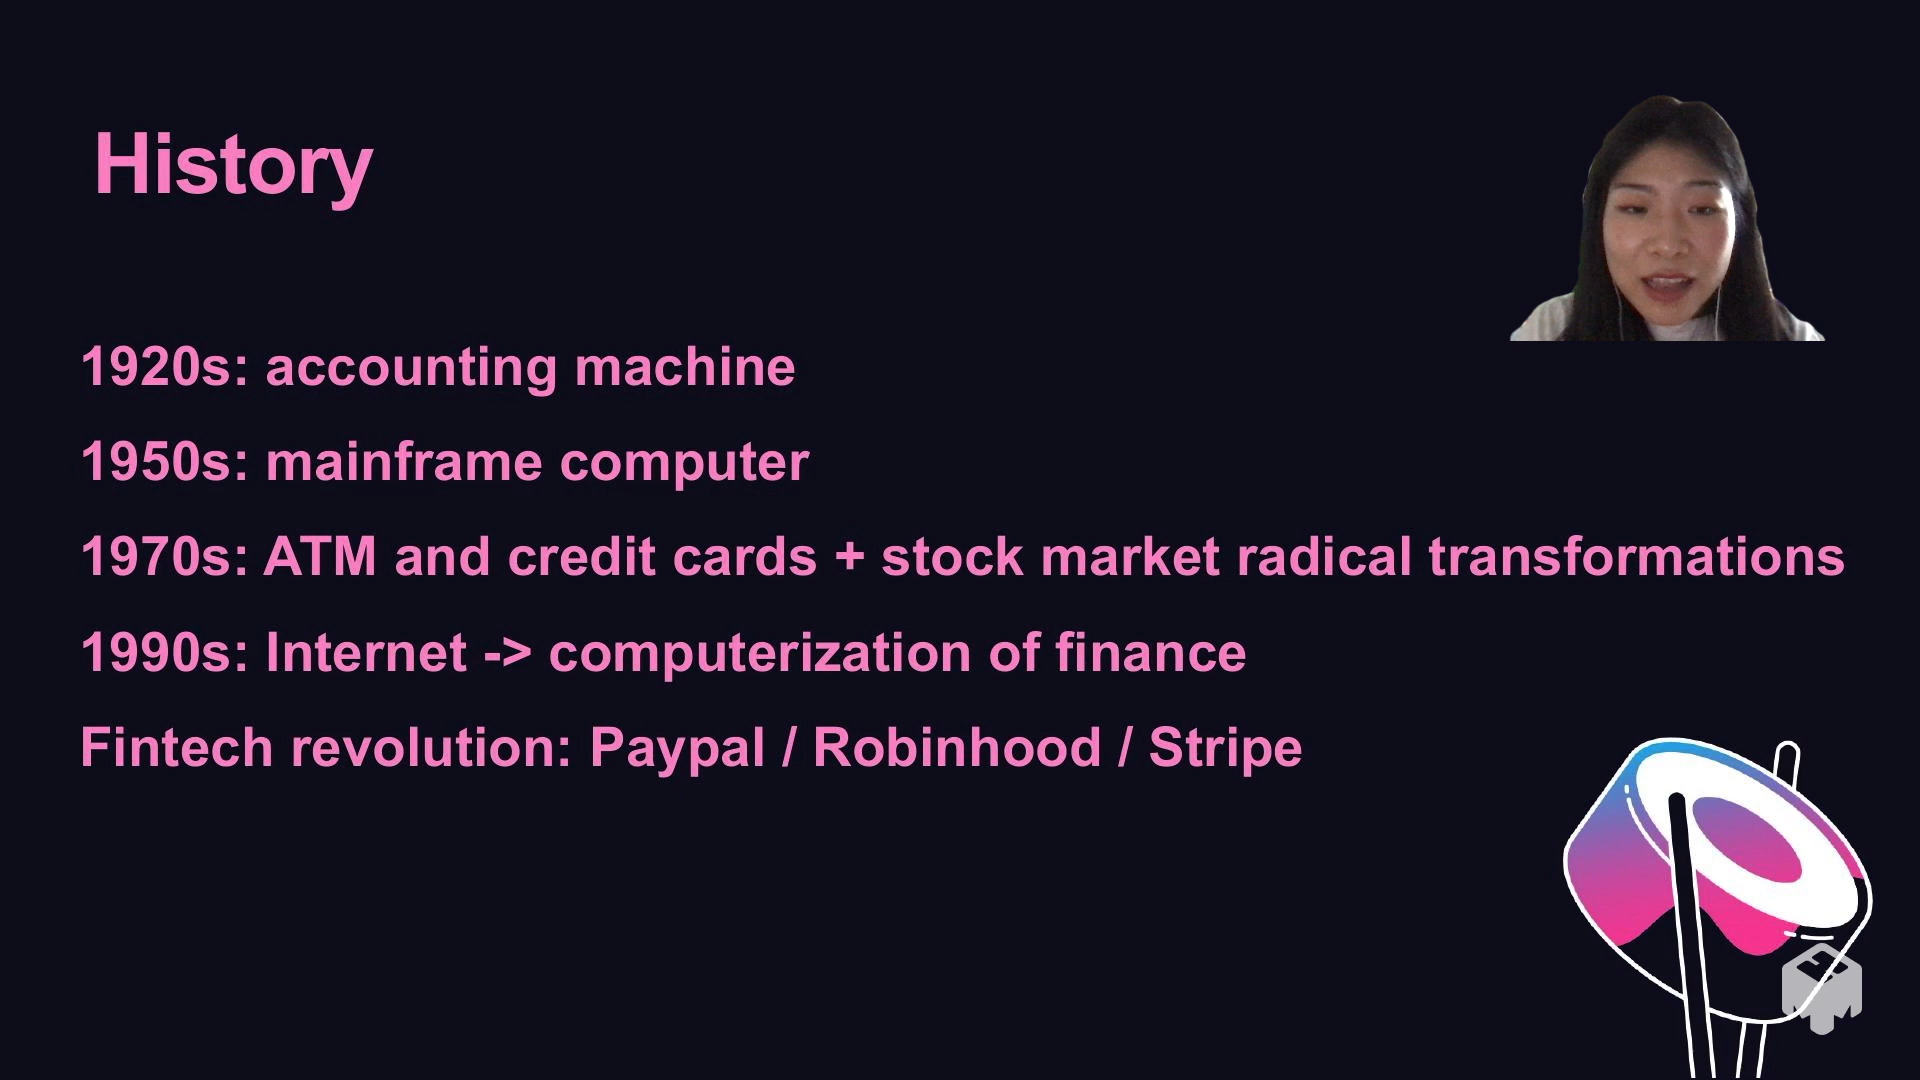 History
1920s: accounting machine
1950s: mainframe computer
1970s: ATM and credit cards + stock market radical transformations
1990s: Internet -> computerization of finance
Fintech revolution: Paypal / Robinhood / Stripe